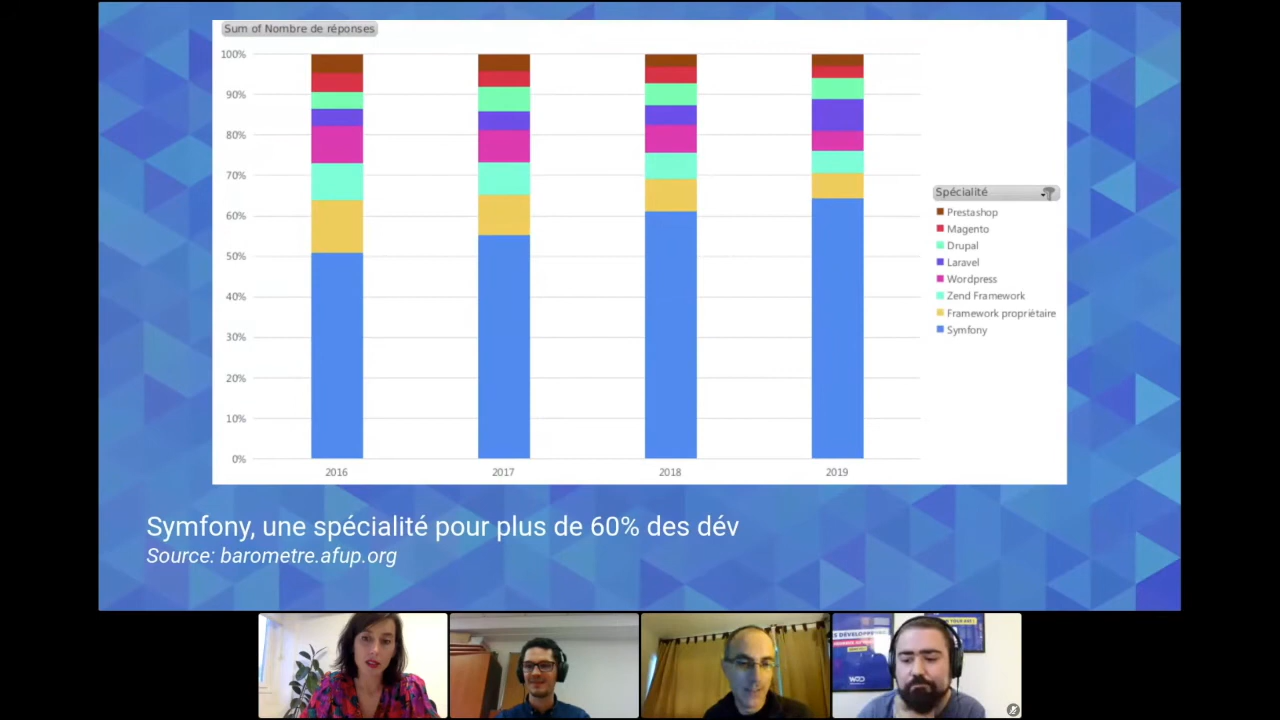 Sum of Nombre de réponses
100%
90%
80%
70%
60%
50%
40%
30%
20%
10%
0%
2016 2017 2018 2019
Spécialité
Prestashop
Magento
Drupal
Laravel
Wordpress
Zend Framework
Framework propriétaire
Symfony
Symfony, une spécialité pour plus de 60% des dév
Source: barometre.afup.org